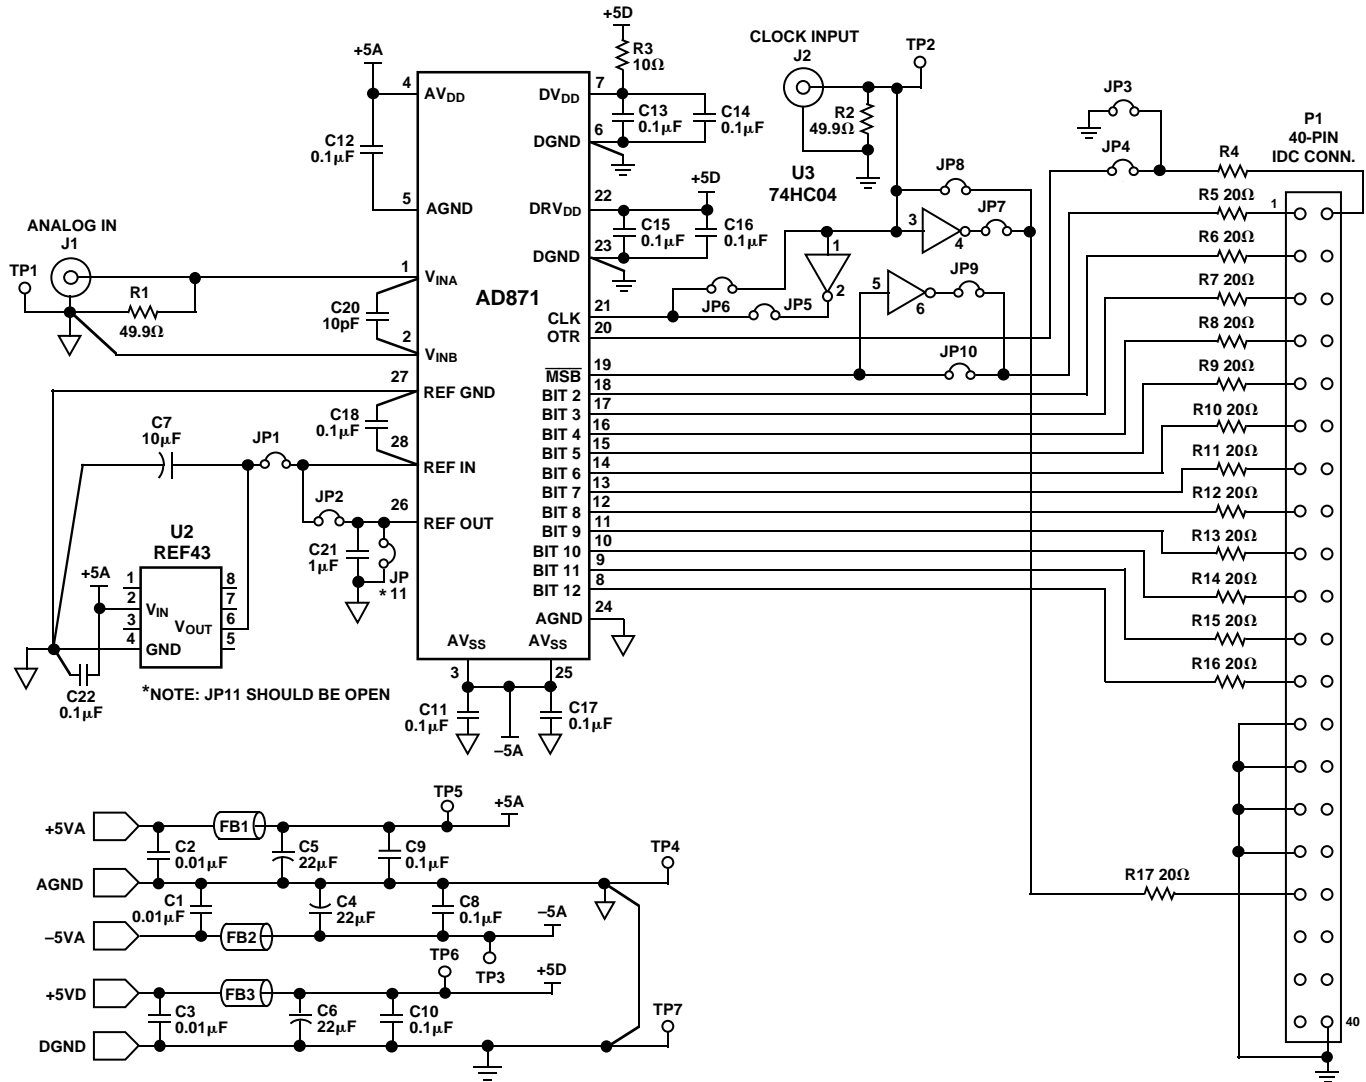 +5D
CLOCK INPUT
J2
TP2
+5A
R3
10Ω
JP3
4
AVDD
7
DVDD
C13
0.1µF
C14
0.1µF
R2
49.9Ω
P1
40-PIN
IDC CONN.
C12
0.1µF
6
DGND
U3
74HC04
JP4
R4
+5D
JP8
5
AGND
22
DRVDD
1
R5 20Ω
ANALOG IN
J1
C15
0.1µF
C16
0.1µF
3
4
JP7
R6 20Ω
23
DGND
1
2
TP1
1
VINA
R7 20Ω
R1
49.9Ω
C20
10pF
AD871
JP6
JP5
5
6
JP9
21
CLK
R8 20Ω
20
OTR
2
VINB
JP10
R9 20Ω
27
REF GND
19
MSB
18
BIT 2
17
BIT 3
R10 20Ω
C7
10µF
JP1
C18
0.1µF
16
BIT 4
28
REF IN
15
BIT 5
R11 20Ω
14
BIT 6
13
BIT 7
R12 20Ω
JP2
26
REF OUT
12
BIT 8
11
BIT 9
R13 20Ω
U2
REF43
C21
1µF
JP
* 11
10
BIT 10
9
BIT 11
R14 20Ω
+5A
8
BIT 12
1
2
3
4
VIN
VOUT
GND
8
7
6
5
24
AGND
R15 20Ω
AVSS
AVSS
R16 20Ω
3
25
C22
0.1µF
*NOTE: JP11 SHOULD BE OPEN
C11
0.1µF
C17
0.1µF
–5A
+5VA
FB1
TP5
+5A
C2
0.01µF
C5
22µF
C9
0.1µF
TP4
AGND
R17 20Ω
C1
0.01µF
C4
22µF
C8
0.1µF
–5A
–5VA
FB2
TP3
TP6
+5D
+5VD
FB3
C3
0.01µF
C6
22µF
C10
0.1µF
TP7
40
DGND